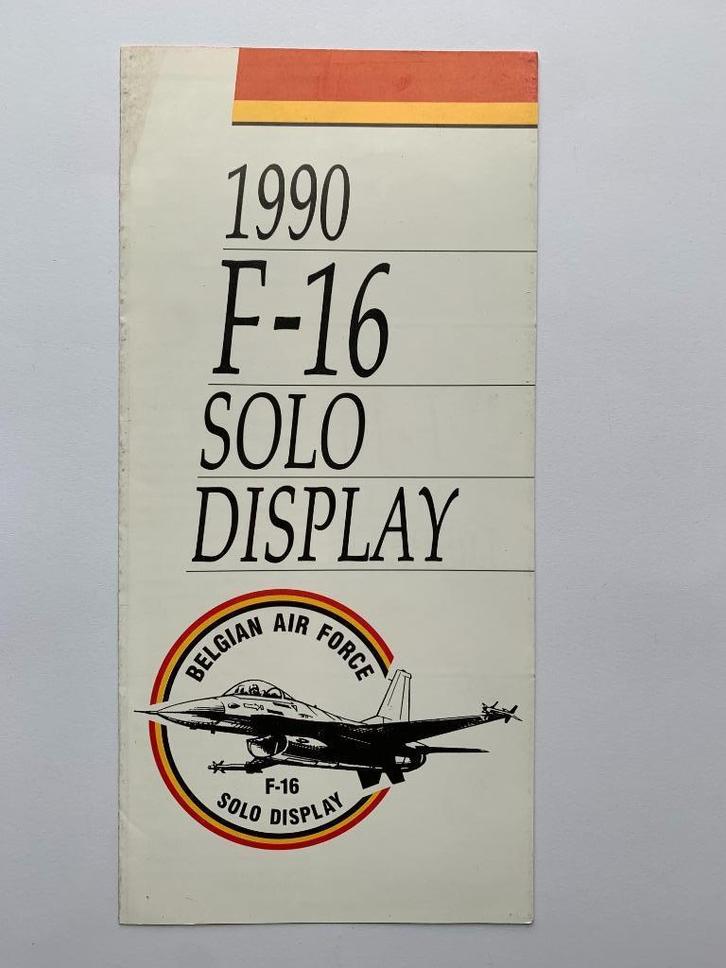 1990
F-16
SOLO
DISPLAY
BELGIAN AIR FORCE
F-16
SOLO DISPLAY